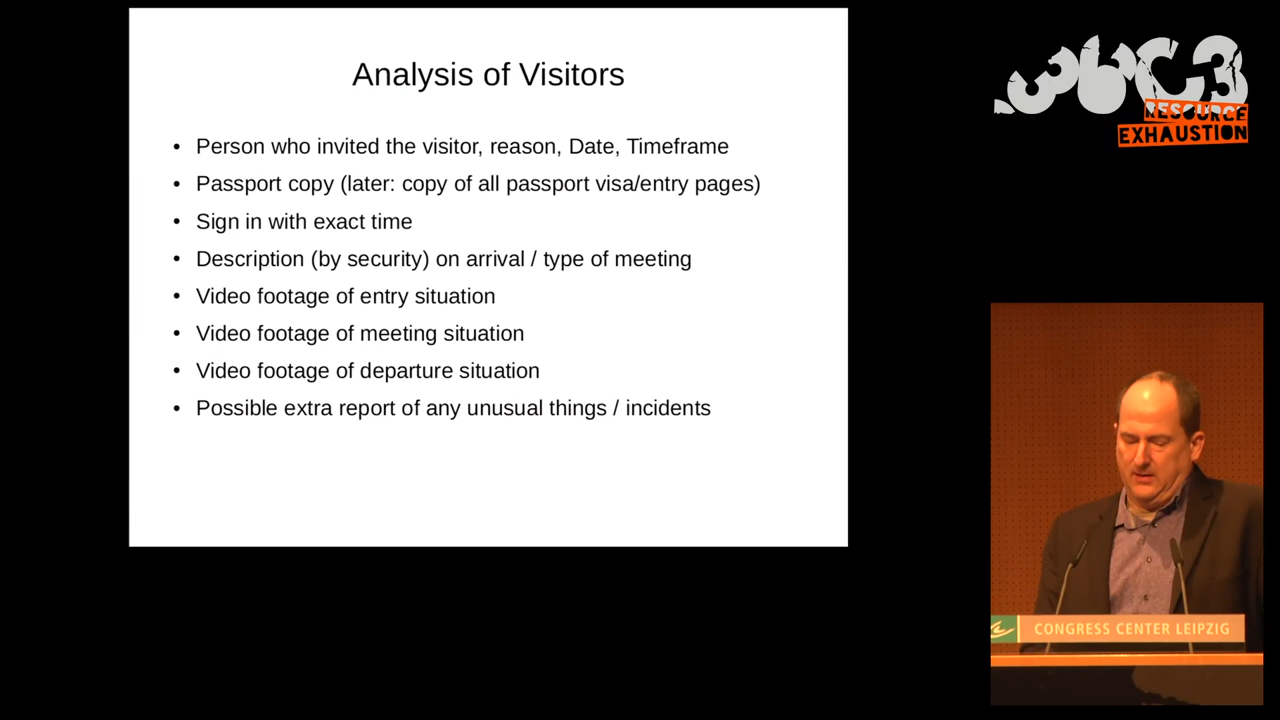 Analysis of Visitors
• Person who invited the visitor, reason, Date, Timeframe
• Passport copy (later: copy of all passport visa/entry pages)
• Sign in with exact time
• Description (by security) on arrival / type of meeting
• Video footage of entry situation
• Video footage of meeting situation
• Video footage of departure situation
• Possible extra report of any unusual things / incidents
36C3
RESOURCE
EXHAUSTION
CONGRESS CENTER LEIPZIG